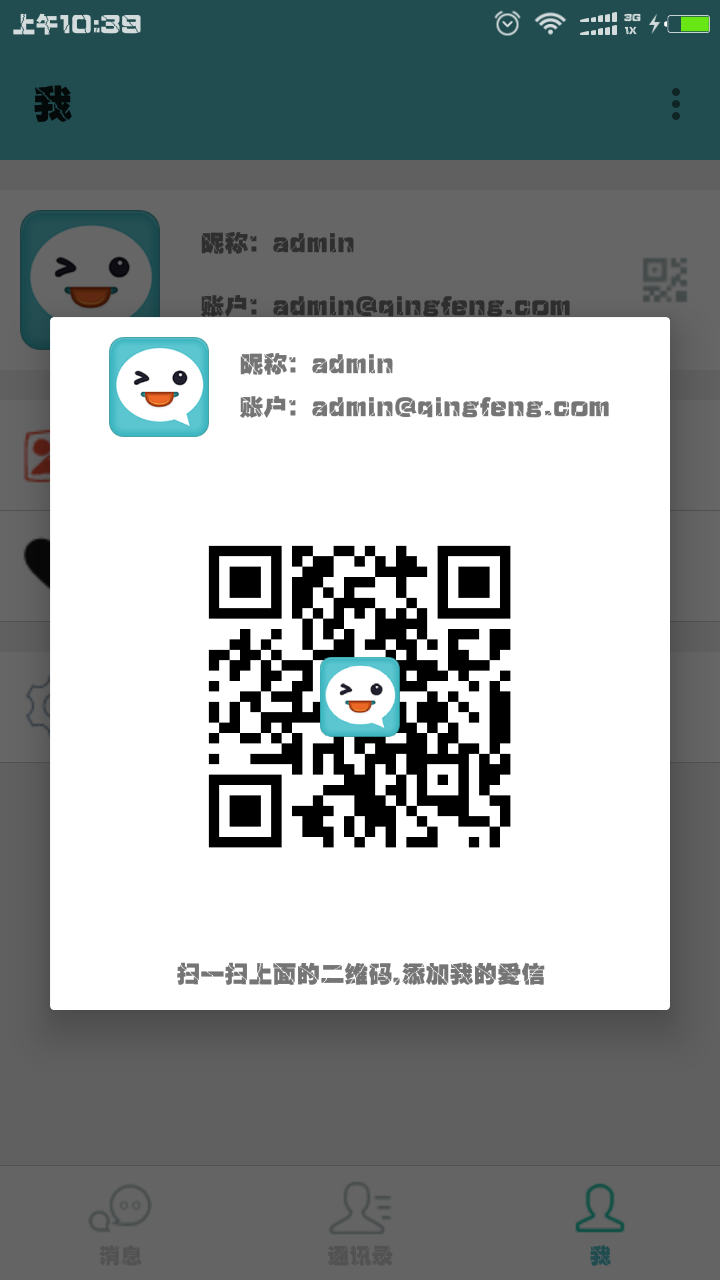 上午10:39
3G
1X
我
昵称：admin
账户：admin@qingfeng.com
昵称：admin
账户：admin@qingfeng.com
扫一扫上面的二维码,添加我的爱信
消息
通讯录
我